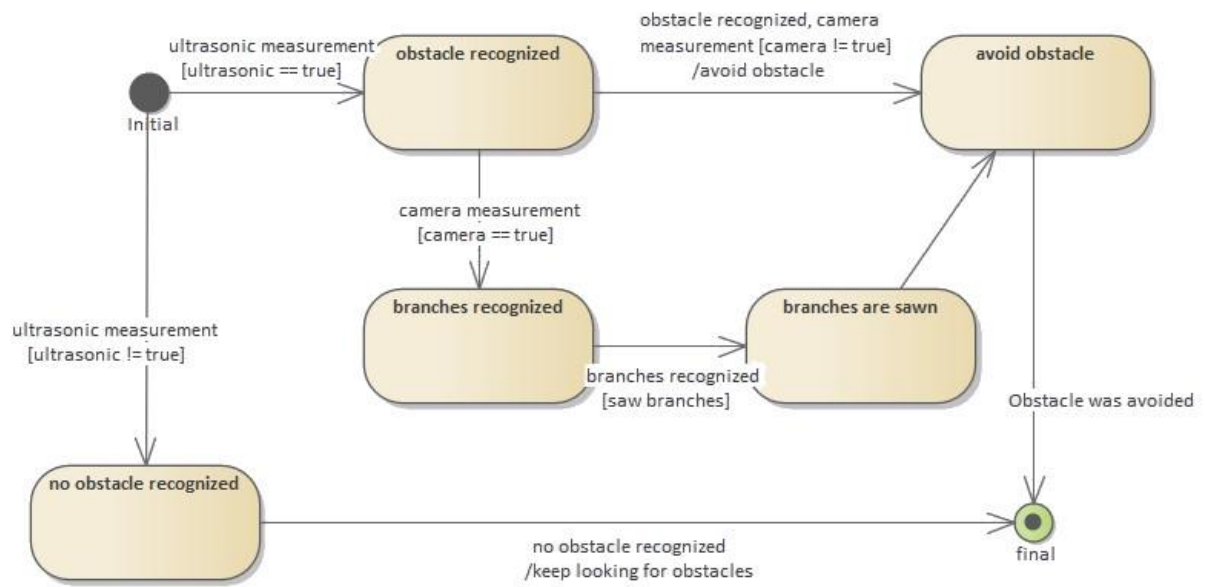 obstacle recognized, camera
measurement [camera != true]
/avoid obstacle
ultrasonic measurement
[ultrasonic == true]
obstacle recognized
avoid obstacle
Initial
camera measurement
[camera == true]
branches recognized
branches are sawn
ultrasonic measurement
[ultrasonic != true]
branches recognized
[saw branches]
Obstacle was avoided
no obstacle recognized
no obstacle recognized
/keep looking for obstacles
final